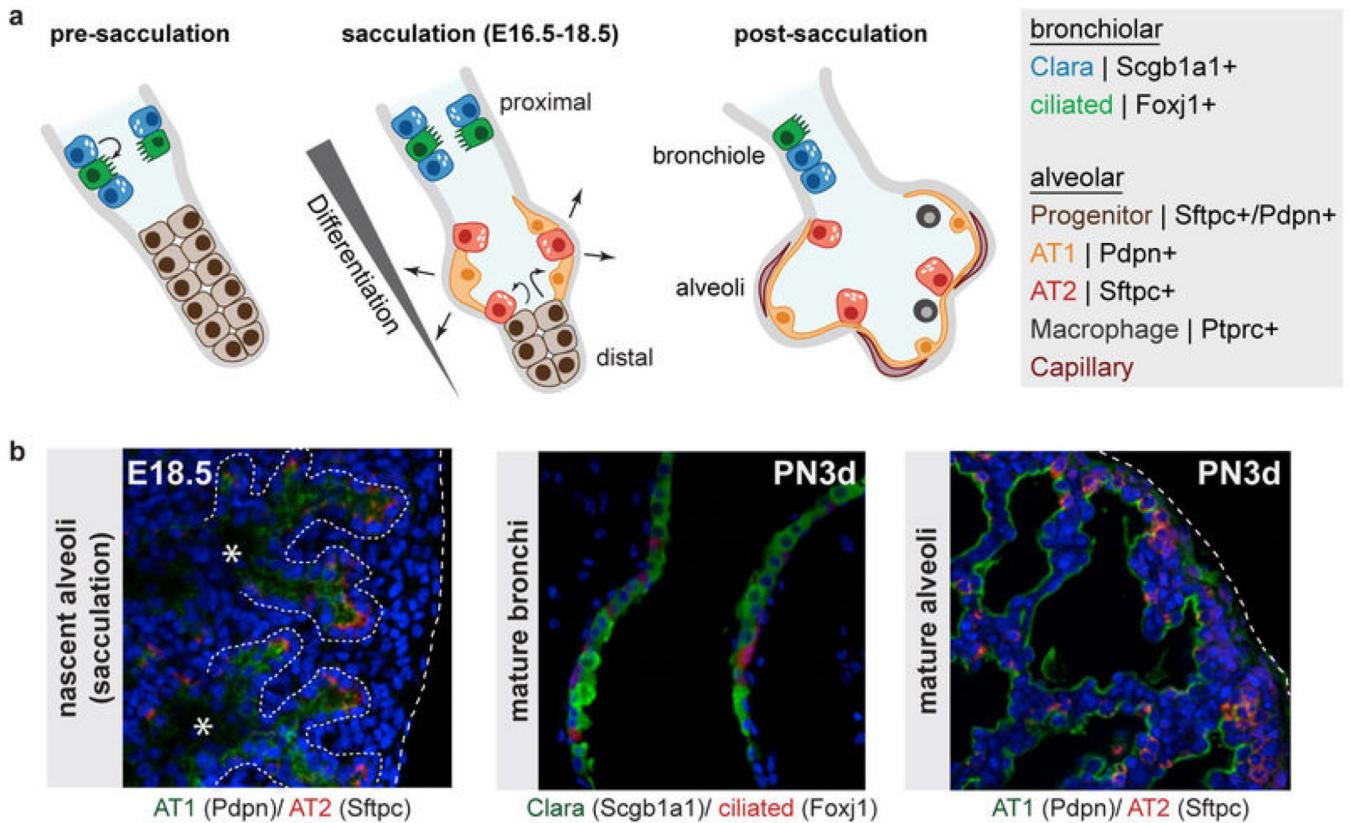 a
pre-sacculation
sacculation (E16.5-18.5)
post-sacculation
proximal
Differentiation
distal
bronchiole
alveoli
bronchiolar
Clara | Scgb1a1+
ciliated | Foxj1+
alveolar
Progenitor | Sftpc+/Pdpn+
AT1 | Pdpn+
AT2 | Sftpc+
Macrophage | Ptprc+
Capillary
b
nascent alveoli
(sacculation)
E18.5
*
*
AT1 (Pdpn)/ AT2 (Sftpc)
mature bronchi
PN3d
Clara (Scgb1a1)/ ciliated (Foxj1)
mature alveoli
PN3d
AT1 (Pdpn)/ AT2 (Sftpc)